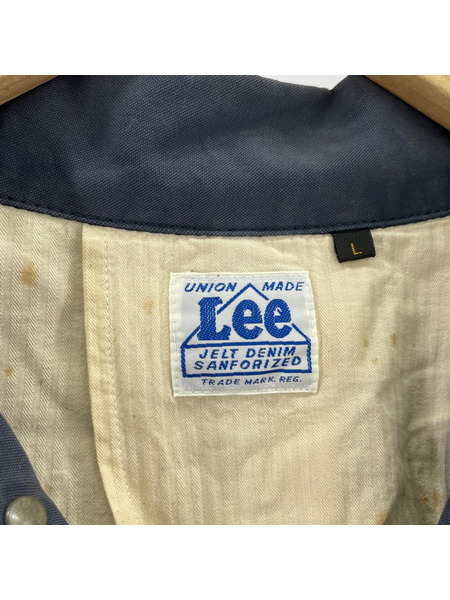 L
UNION MADE
Lee
JELT DENIM
SANFORIZED
TRADE MARK. REG.